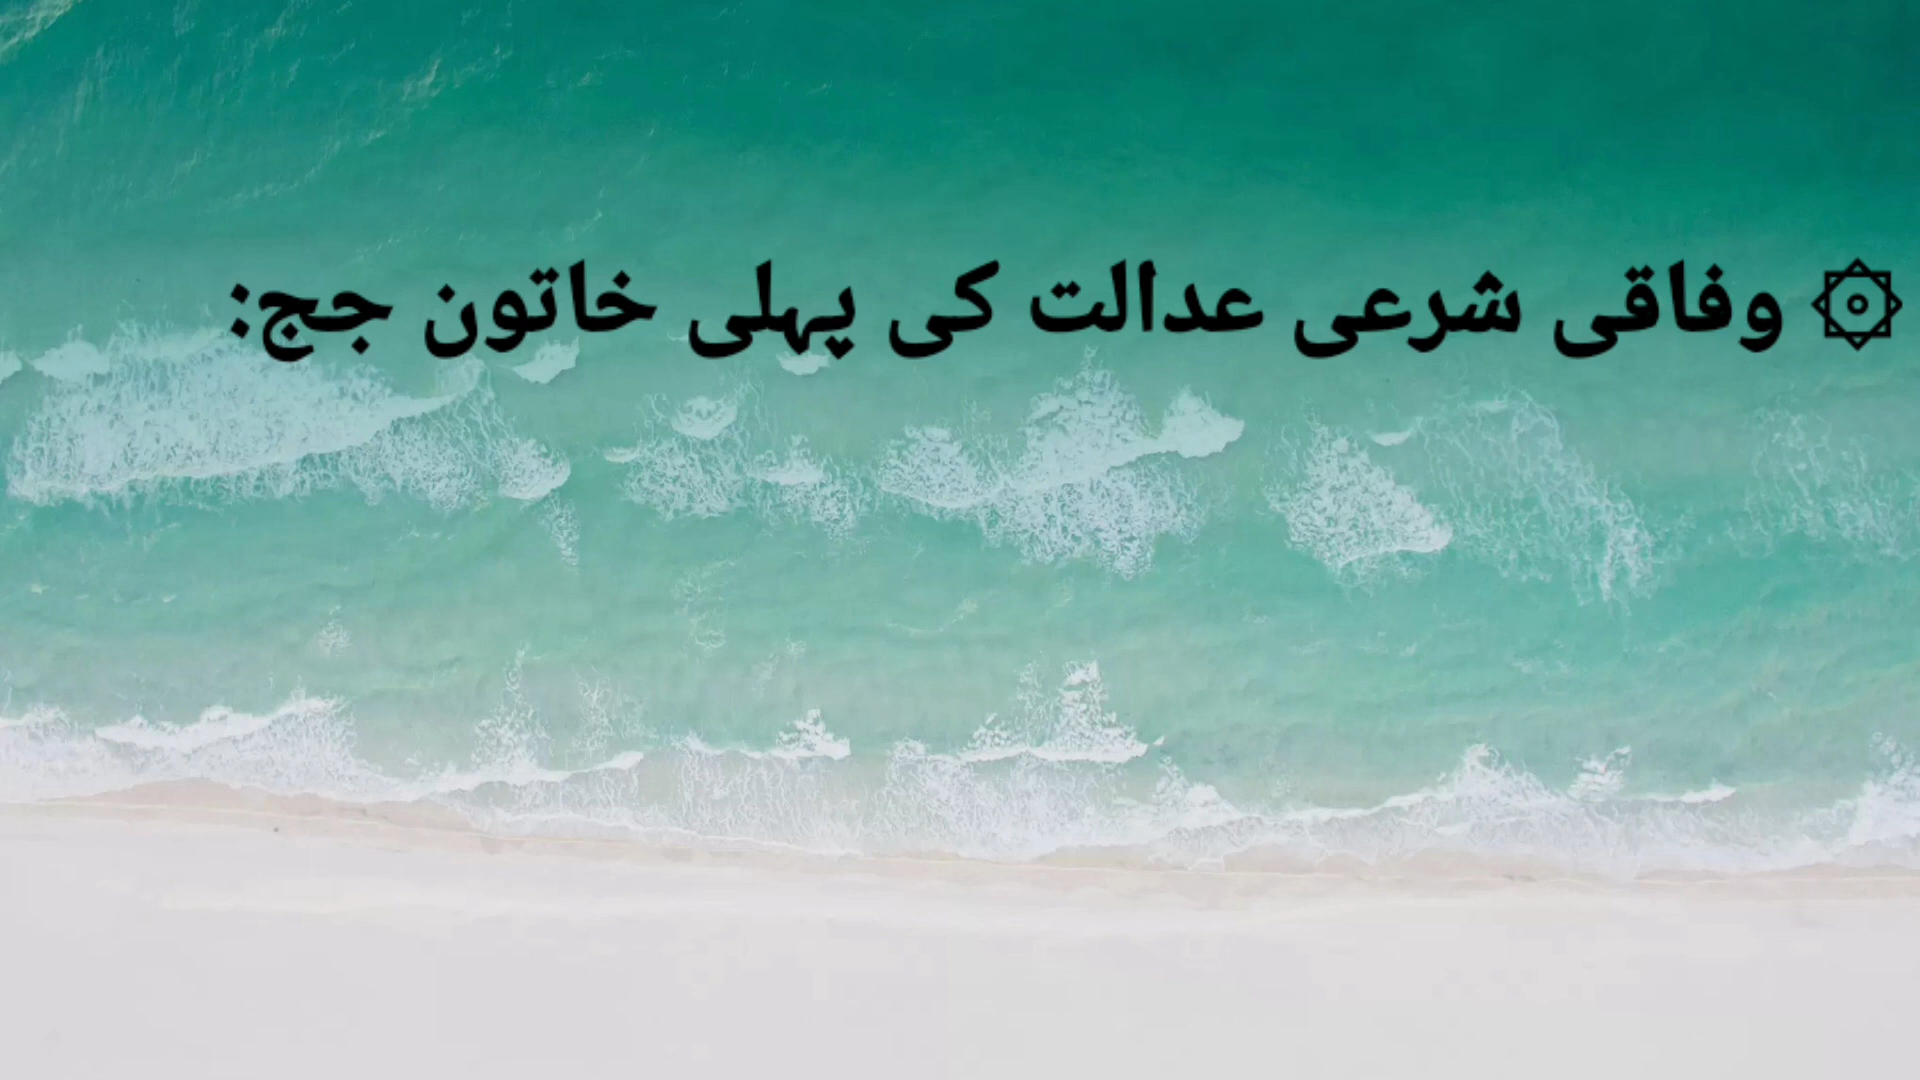 ۞ وفاقی شرعی عدالت کی پہلی خاتون جج: